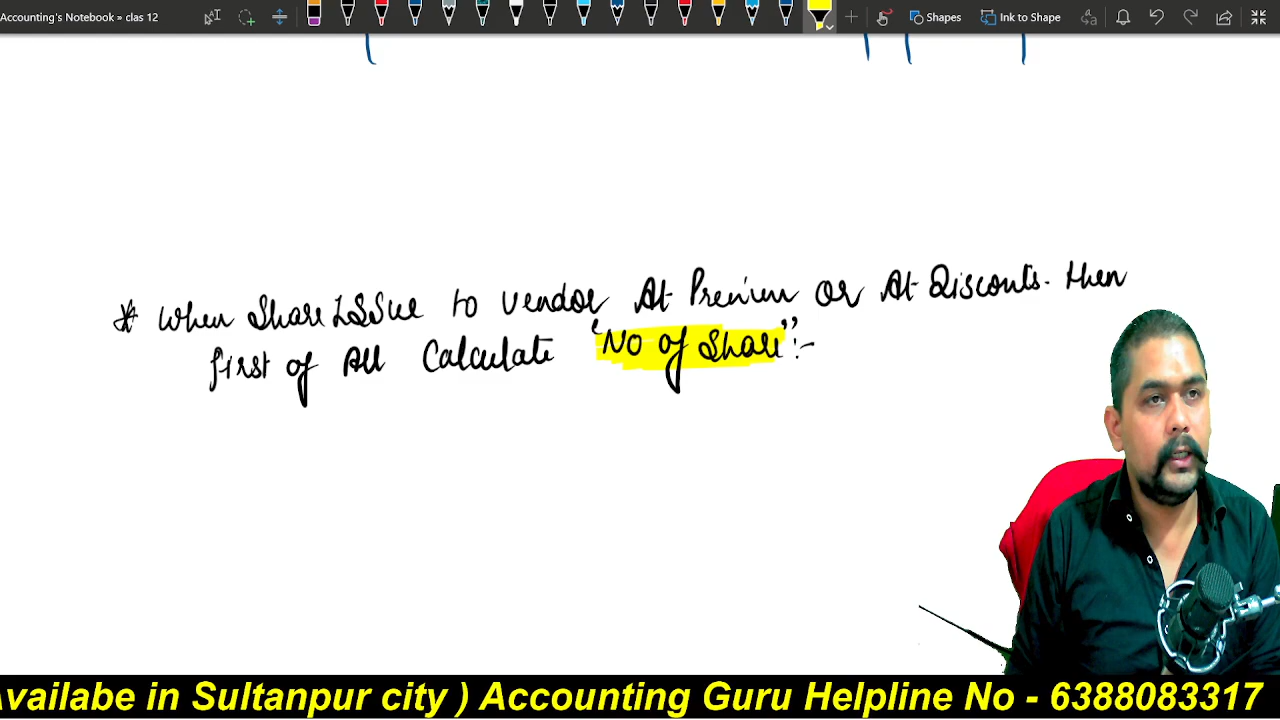 Accounting's Notebook » clas 12
Shapes
Ink to Shape
* When Share ISSue to vendor At Premium Or At Disconts. then
first of All Calculate "No of Share" :-
Availabe in Sultanpur city ) Accounting Guru Helpline No - 6388083317